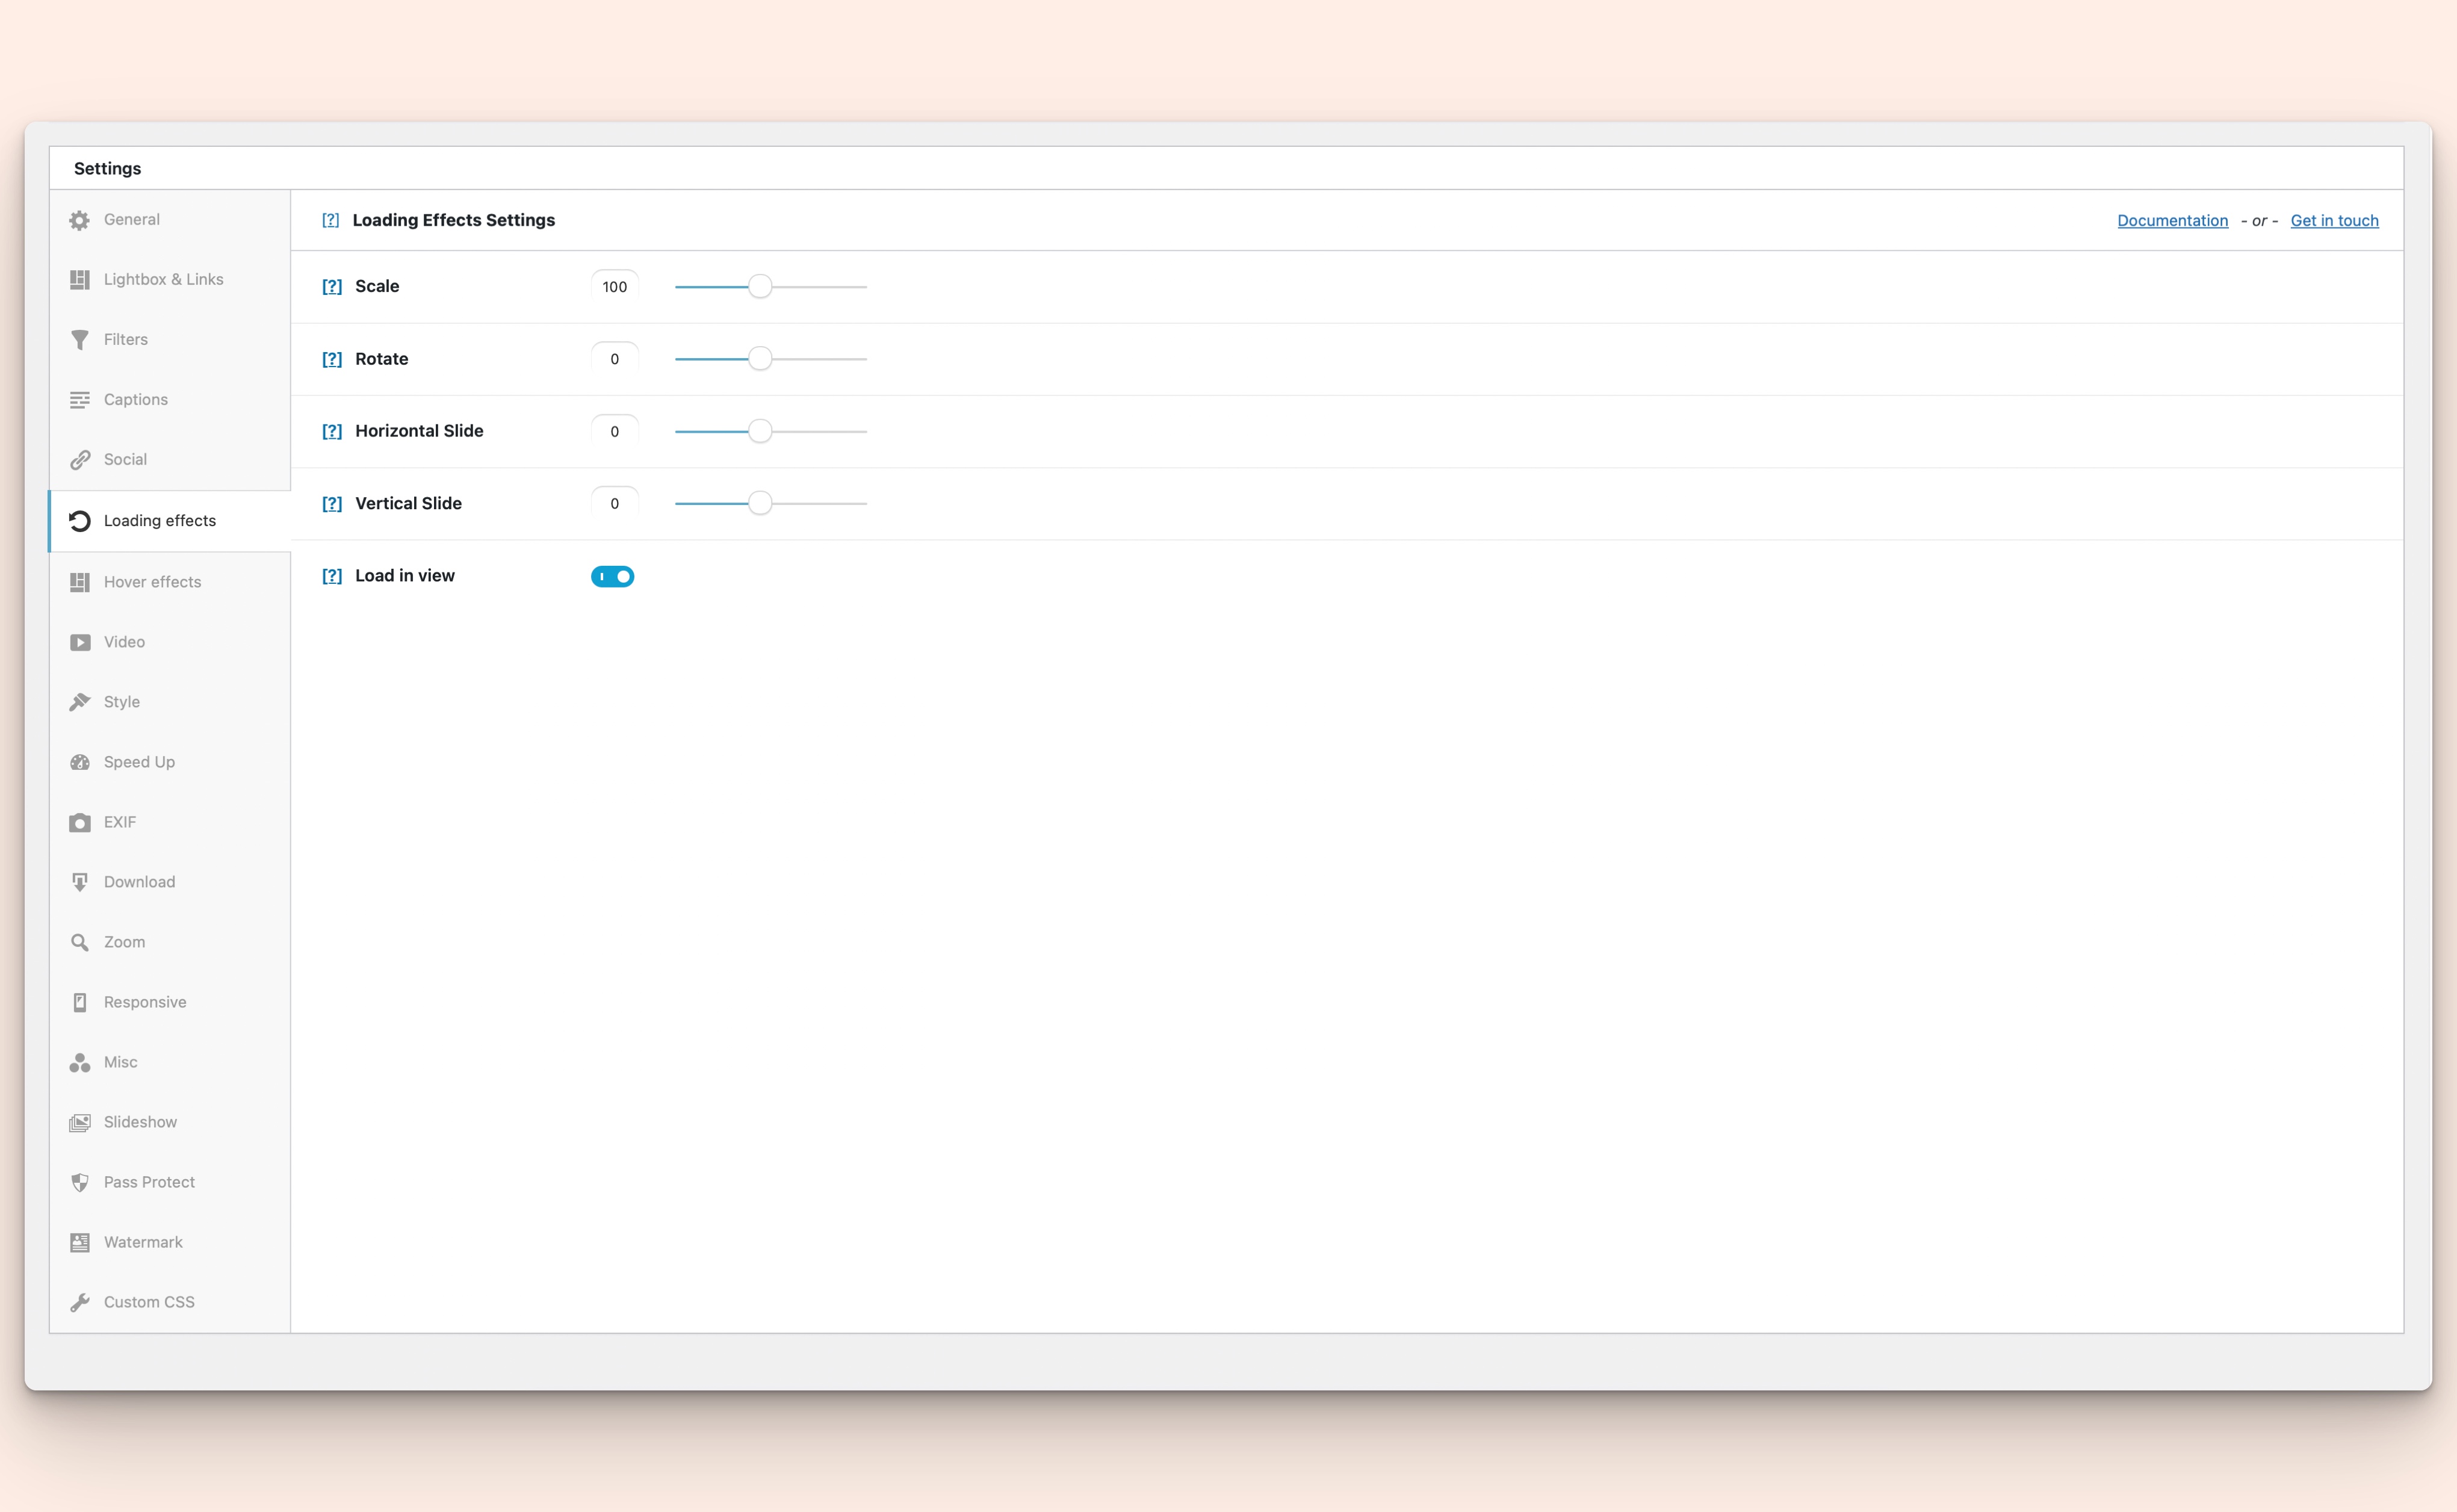 Settings
General
Lightbox & Links
Filters
Captions
Social
Loading effects
Hover effects
Video
Style
Speed Up
EXIF
Download
Zoom
Responsive
Misc
Slideshow
Pass Protect
Watermark
Custom CSS
[?] Loading Effects Settings
Documentation - or - Get in touch
[?] Scale 100
[?] Rotate 0
[?] Horizontal Slide 0
[?] Vertical Slide 0
[?] Load in view